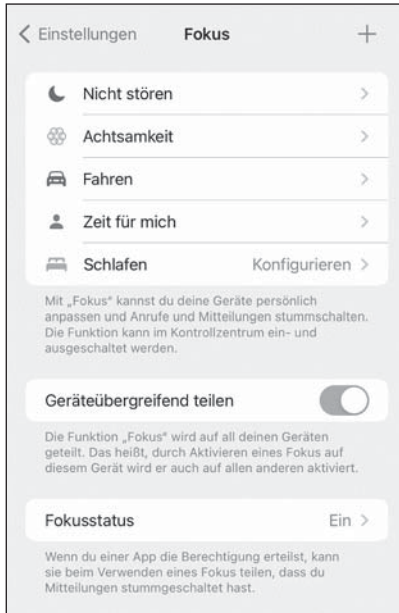 Einstellungen Fokus
Nicht stören
Achtsamkeit
Fahren
Zeit für mich
Schlafen Konfigurieren
Mit „Fokus“ kannst du deine Geräte persönlich
anpassen und Anrufe und Mitteilungen stummschalten.
Die Funktion kann im Kontrollzentrum ein- und
ausgeschaltet werden.
Geräteübergreifend teilen
Die Funktion „Fokus“ wird auf all deinen Geräten
geteilt. Das heißt, durch Aktivieren eines Fokus auf
diesem Gerät wird er auch auf allen anderen aktiviert.
Fokusstatus Ein
Wenn du einer App die Berechtigung erteilst, kann
sie beim Verwenden eines Fokus teilen, dass du
Mitteilungen stummgeschaltet hast.